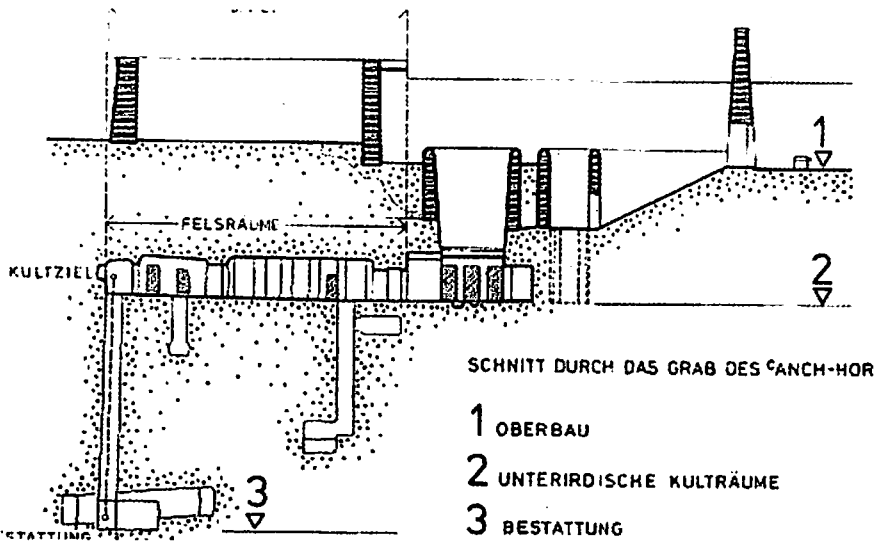 1
FELSRÄUME
KULTZIEL
2
SCHNITT DURCH DAS GRAB DES ᶜANCH-HOR
1 OBERBAU
2 UNTERIRDISCHE KULTRÄUME
3
3 BESTATTUNG